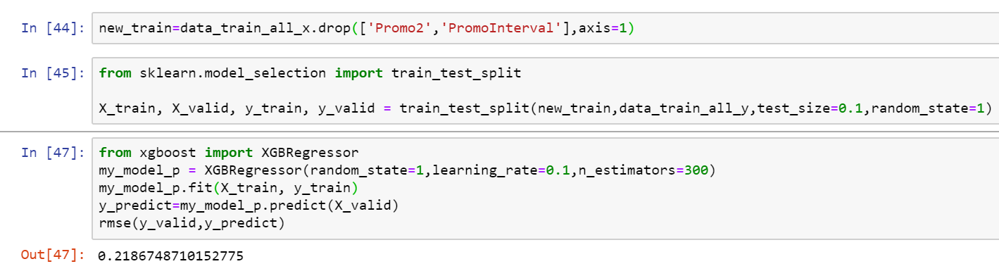 In [44]: new_train=data_train_all_x.drop(['Promo2','PromoInterval'],axis=1)
In [45]: from sklearn.model_selection import train_test_split
X_train, X_valid, y_train, y_valid = train_test_split(new_train,data_train_all_y,test_size=0.1,random_state=1)
In [47]: from xgboost import XGBRegressor
my_model_p = XGBRegressor(random_state=1,learning_rate=0.1,n_estimators=300)
my_model_p.fit(X_train, y_train)
y_predict=my_model_p.predict(X_valid)
rmse(y_valid,y_predict)
Out[47]: 0.2186748710152775